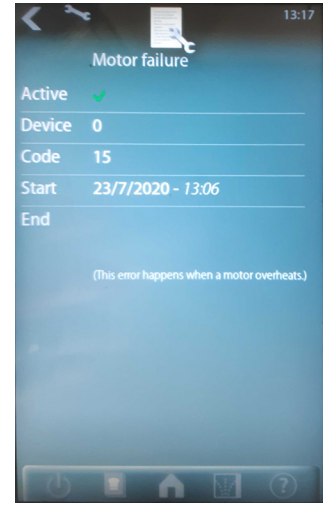 13:17
Motor failure
Active
Device 0
Code 15
Start 23/7/2020 - 13:06
End
(This error happens when a motor overheats.)
?